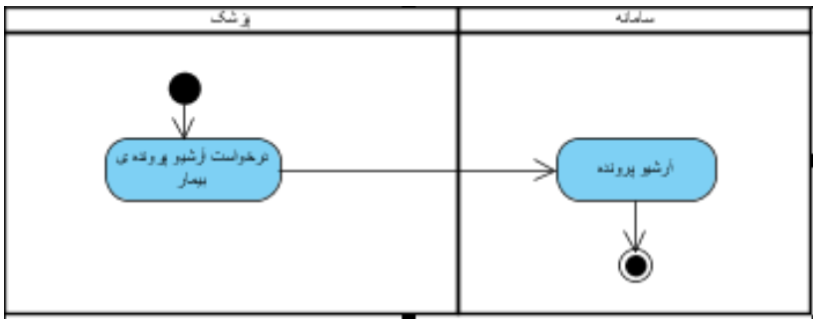 پزشک
سامانه
درخواست آرشیو پرونده ی
بیمار
آرشیو پرونده